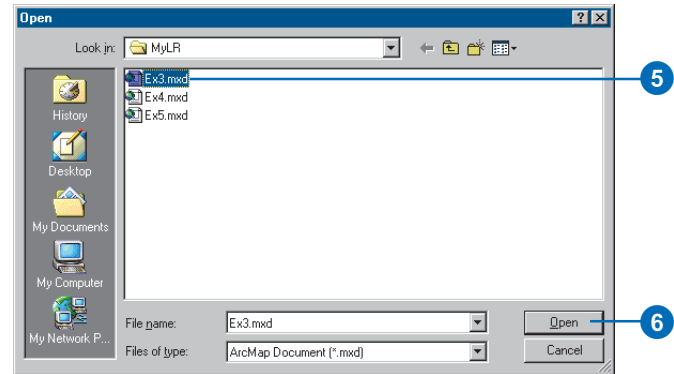 Open
Look in:
MyLR
Ex3.mxd
5
Ex4.mxd
Ex5.mxd
History
Desktop
My Documents
My Computer
My Network P...
File name:
Ex3.mxd
Open
6
Files of type:
ArcMap Document (*.mxd)
Cancel